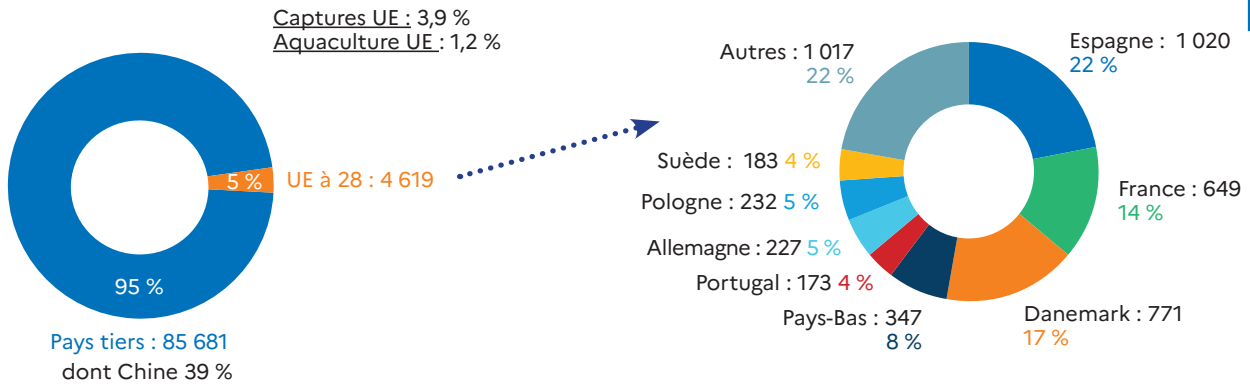 Captures UE : 3,9 %
Aquaculture UE : 1,2 %
5 %
UE à 28 : 4 619
95 %
Pays tiers : 85 681
dont Chine 39 %
Autres : 1 017
22 %
Espagne : 1 020
22 %
Suède : 183 4 %
Pologne : 232 5 %
France : 649
14 %
Allemagne : 227 5 %
Portugal : 173 4 %
Pays-Bas : 347
8 %
Danemark : 771
17 %